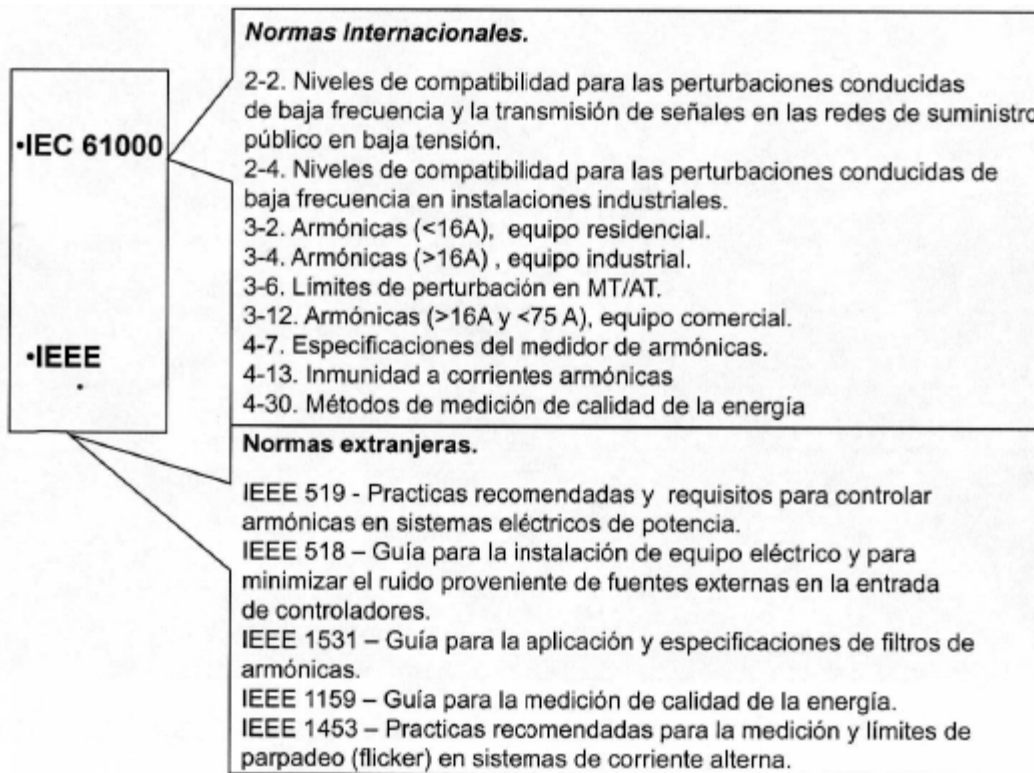 •IEC 61000
•IEEE
Normas Internacionales.
2-2. Niveles de compatibilidad para las perturbaciones conducidas
de baja frecuencia y la transmisión de señales en las redes de suministro
público en baja tensión.
2-4. Niveles de compatibilidad para las perturbaciones conducidas de
baja frecuencia en instalaciones industriales.
3-2. Armónicas (<16A), equipo residencial.
3-4. Armónicas (>16A) , equipo industrial.
3-6. Límites de perturbación en MT/AT.
3-12. Armónicas (>16A y <75 A), equipo comercial.
4-7. Especificaciones del medidor de armónicas.
4-13. Inmunidad a corrientes armónicas
4-30. Métodos de medición de calidad de la energía
Normas extranjeras.
IEEE 519 - Practicas recomendadas y requisitos para controlar
armónicas en sistemas eléctricos de potencia.
IEEE 518 – Guía para la instalación de equipo eléctrico y para
minimizar el ruido proveniente de fuentes externas en la entrada
de controladores.
IEEE 1531 – Guía para la aplicación y especificaciones de filtros de
armónicas.
IEEE 1159 – Guía para la medición de calidad de la energía.
IEEE 1453 – Practicas recomendadas para la medición y límites de
parpadeo (flicker) en sistemas de corriente alterna.